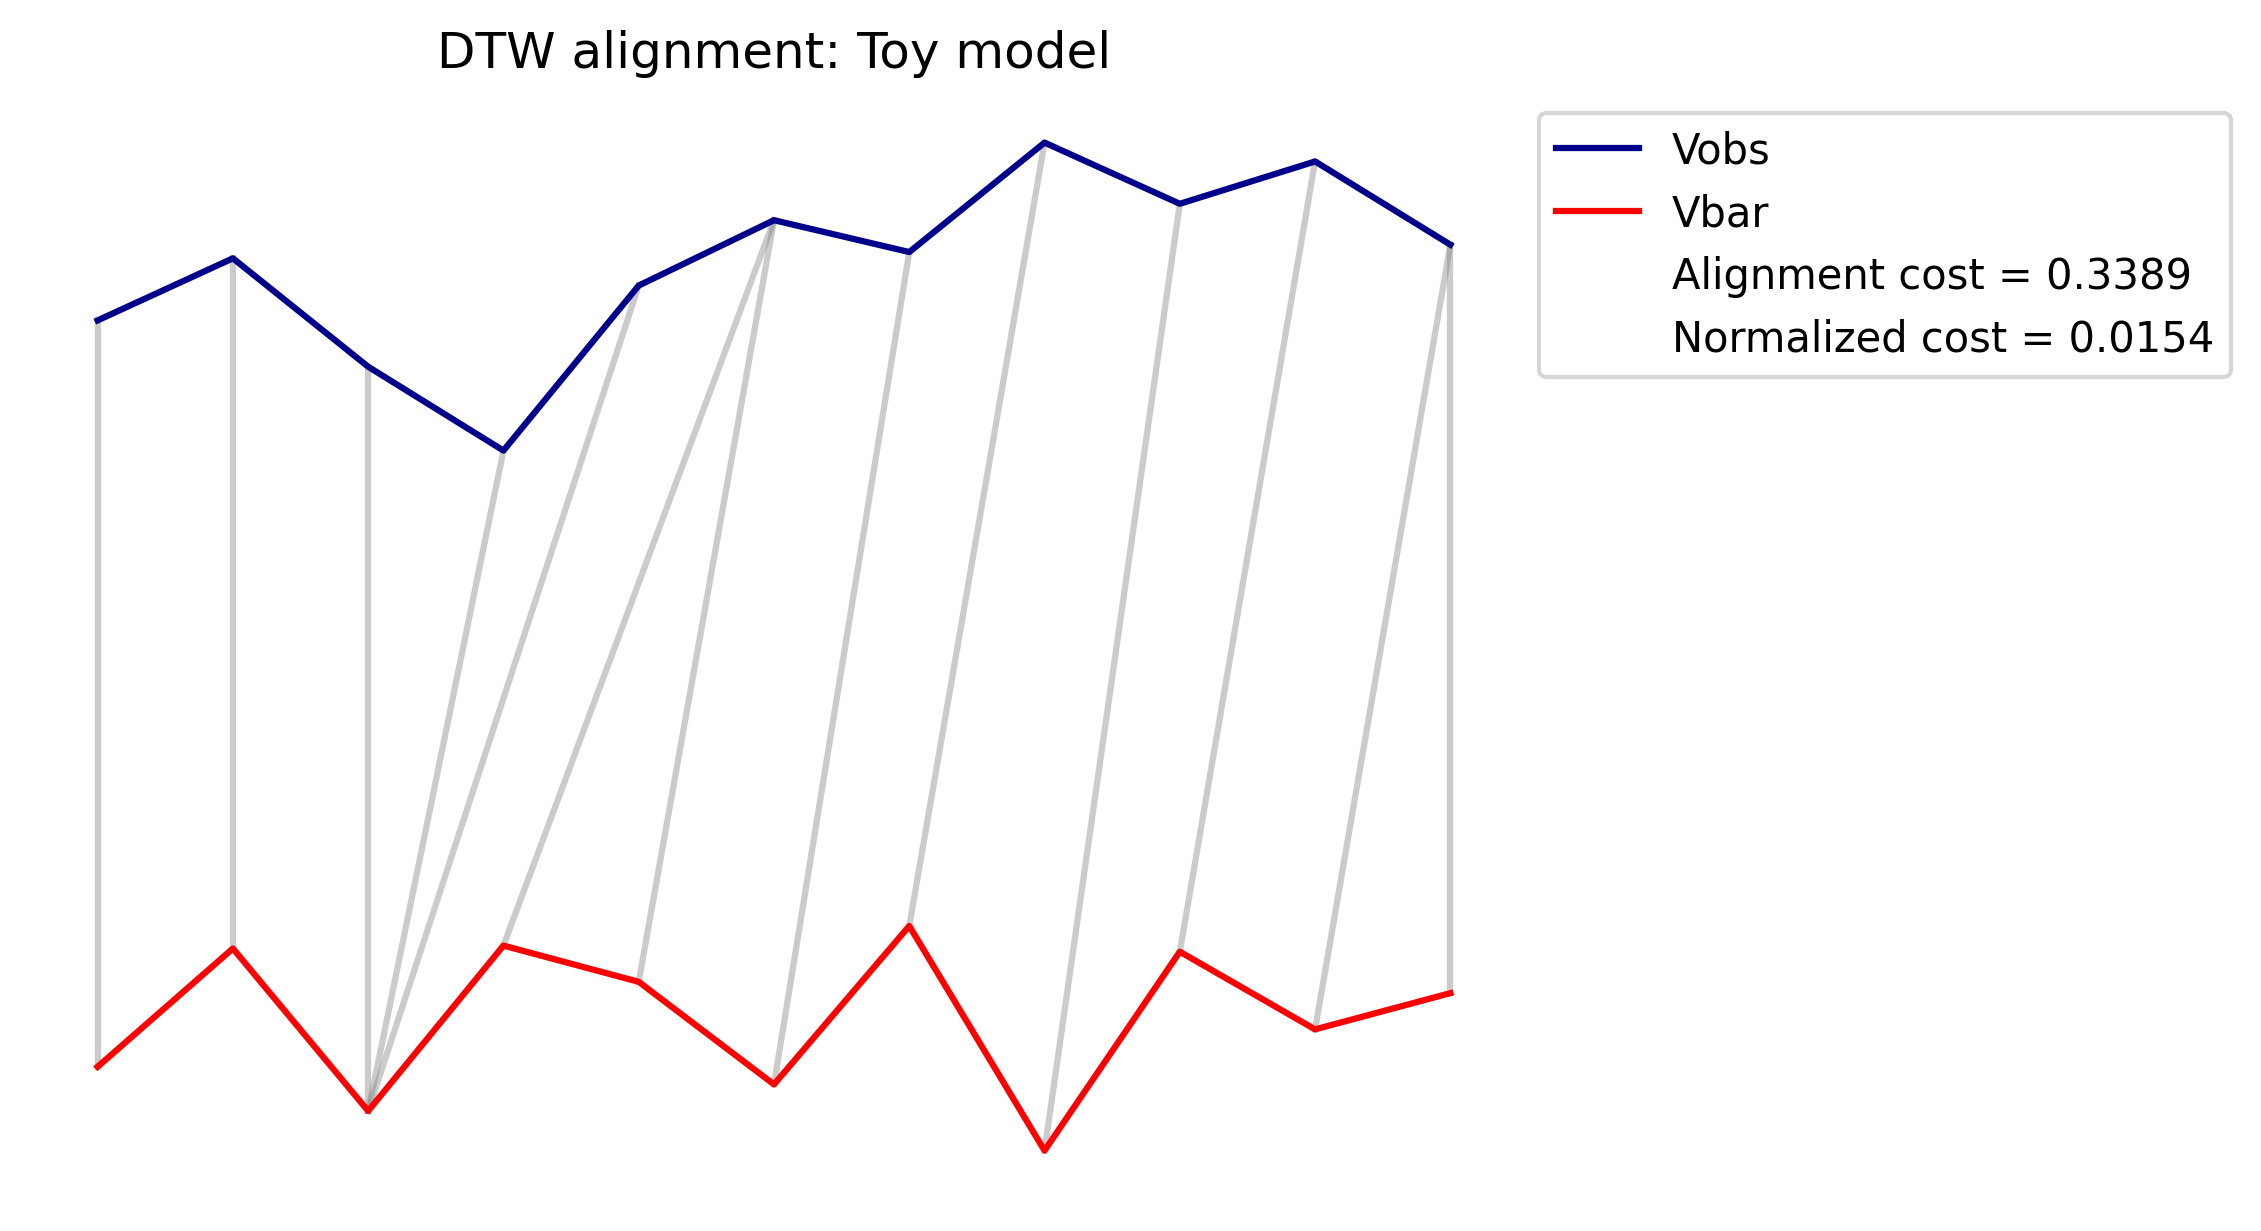 DTW alignment: Toy model
Vobs
Vbar
Alignment cost = 0.3389
Normalized cost = 0.0154